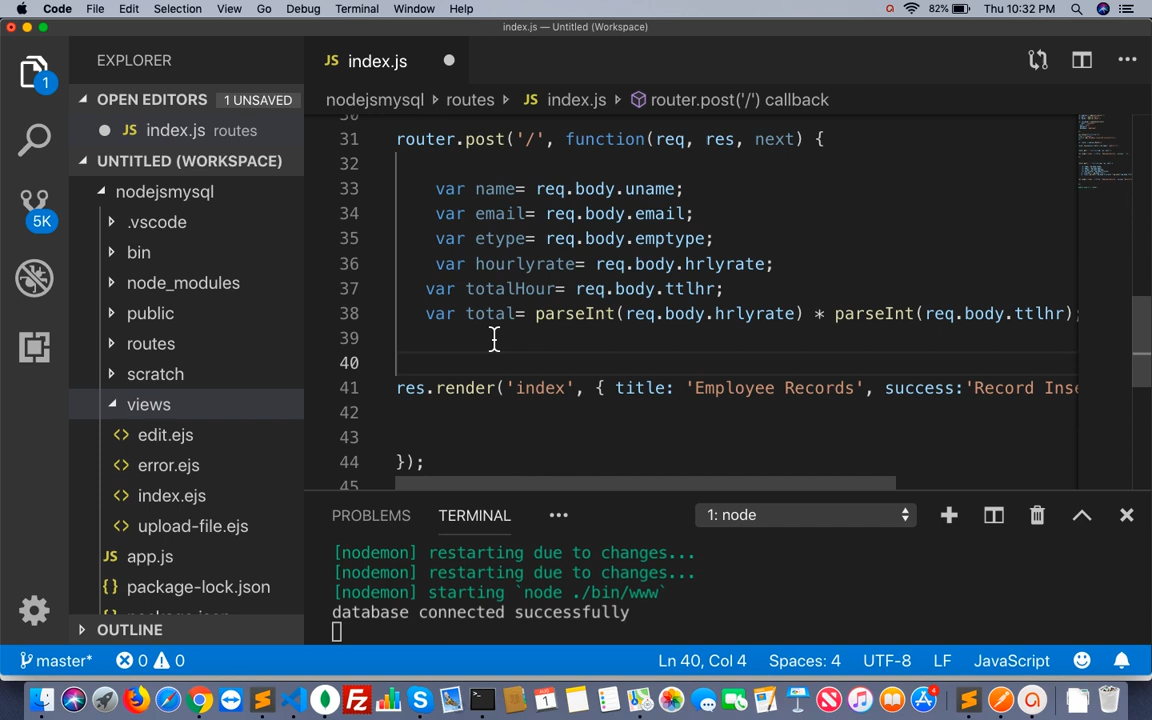 Code File Edit Selection View Go Debug Terminal Window Help 82% Thu 10:32 PM
index.js — Untitled (Workspace)
EXPLORER
OPEN EDITORS 1 UNSAVED
JS index.js routes
UNTITLED (WORKSPACE)
nodejsmysql
.vscode
bin
node_modules
public
routes
scratch
views
<> edit.ejs
<> error.ejs
<> index.ejs
<> upload-file.ejs
JS app.js
{} package-lock.json
OUTLINE
1
5K
JS index.js
nodejsmysql routes JS index.js router.post('/') callback
30
31 router.post('/', function(req, res, next) {
32
33 var name= req.body.uname;
34 var email= req.body.email;
35 var etype= req.body.emptype;
36 var hourlyrate= req.body.hrlyrate;
37 var totalHour= req.body.ttlhr;
38 var total= parseInt(req.body.hrlyrate) * parseInt(req.body.ttlhr);
39
40
41 res.render('index', { title: 'Employee Records', success:'Record Inse
42
43
44 });
45
PROBLEMS TERMINAL ••• 1: node
[nodemon] restarting due to changes...
[nodemon] restarting due to changes...
[nodemon] starting `node ./bin/www`
database connected successfully
master* 0 0 Ln 40, Col 4 Spaces: 4 UTF-8 LF JavaScript